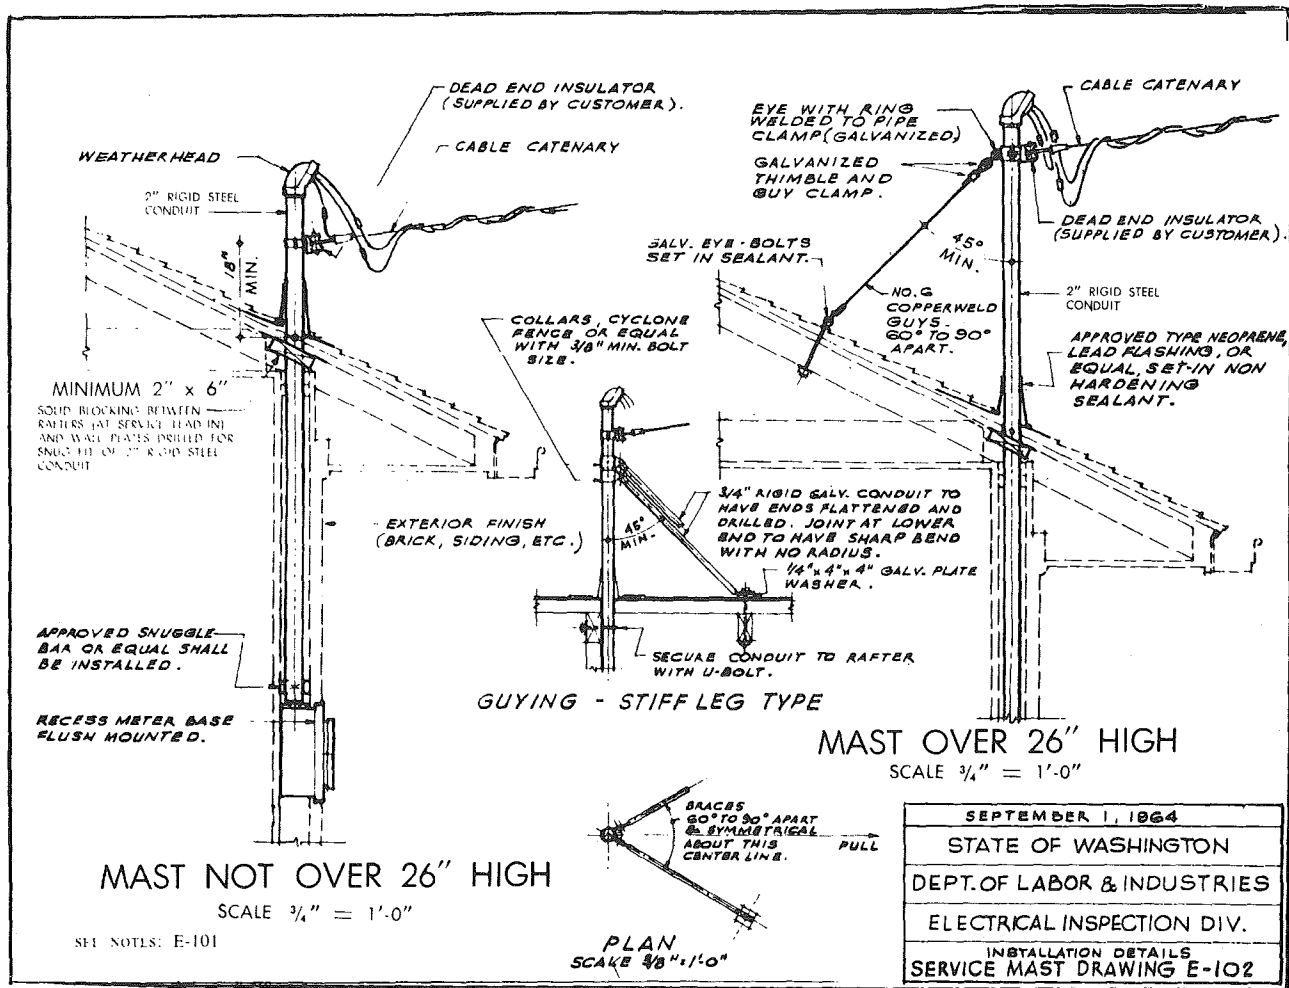 DEAD END INSULATOR
(SUPPLIED BY CUSTOMER).
CABLE CATENARY
WEATHERHEAD
2" RIGID STEEL
CONDUIT
18"
MIN.
MINIMUM 2" x 6"
SOLID BLOCKING BETWEEN
RAFTERS (AT SERVICE LEAD IN)
AND WALL PLATES DRILLED FOR
SNUG FIT OF 2" RIGID STEEL
CONDUIT
EXTERIOR FINISH
(BRICK, SIDING, ETC.)
APPROVED SNUGGLE-
BAR OR EQUAL SHALL
BE INSTALLED.
RECESS METER BASE
FLUSH MOUNTED.
MAST NOT OVER 26" HIGH
SCALE 3/4" = 1'-0"
SEE NOTES: E-101
COLLARS, CYCLONE
FENCE OR EQUAL
WITH 3/8" MIN. BOLT
SIZE.
45°
MIN.
3/4" RIGID GALV. CONDUIT TO
HAVE ENDS FLATTENED AND
DRILLED. JOINT AT LOWER
END TO HAVE SHARP BEND
WITH NO RADIUS.
1/4" x 4" x 4" GALV. PLATE
WASHER.
SECURE CONDUIT TO RAFTER
WITH U-BOLT.
GUYING - STIFF LEG TYPE
BRACES
60° TO 90° APART
& SYMMETRICAL
ABOUT THIS
CENTER LINE.
PULL
PLAN
SCALE 3/8"=1'-0"
EYE WITH RING
WELDED TO PIPE
CLAMP (GALVANIZED)
GALVANIZED
THIMBLE AND
GUY CLAMP.
CABLE CATENARY
DEAD END INSULATOR
(SUPPLIED BY CUSTOMER).
GALV. EYE-BOLTS
SET IN SEALANT.
45°
MIN.
NO. 6
COPPERWELD
GUYS.
60° TO 90°
APART.
2" RIGID STEEL
CONDUIT
APPROVED TYPE NEOPRENE,
LEAD FLASHING, OR
EQUAL, SET-IN NON
HARDENING
SEALANT.
MAST OVER 26" HIGH
SCALE 3/4" = 1'-0"
SEPTEMBER 1, 1964
STATE OF WASHINGTON
DEPT. OF LABOR & INDUSTRIES
ELECTRICAL INSPECTION DIV.
INSTALLATION DETAILS
SERVICE MAST DRAWING E-102